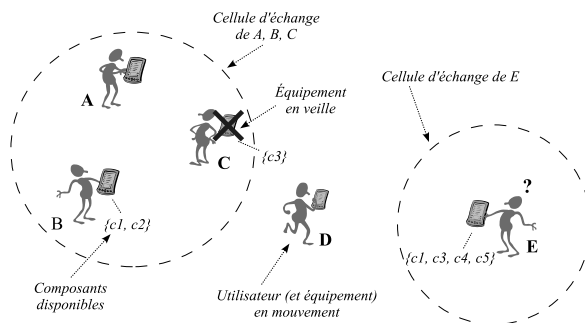 Cellule d'échange
de A, B, C
A
Équipement
en veille
Cellule d'échange de E
C
{c3}
B
{c1, c2}
D
?
{c1, c3, c4, c5}
E
Composants
disponibles
Utilisateur (et équipement)
en mouvement